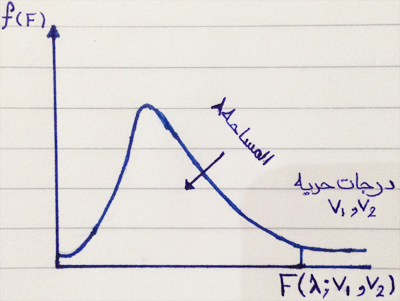 f(F)
المساحة λ
درجات حريه
V₁ و V₂
F(λ; V₁ و V₂)